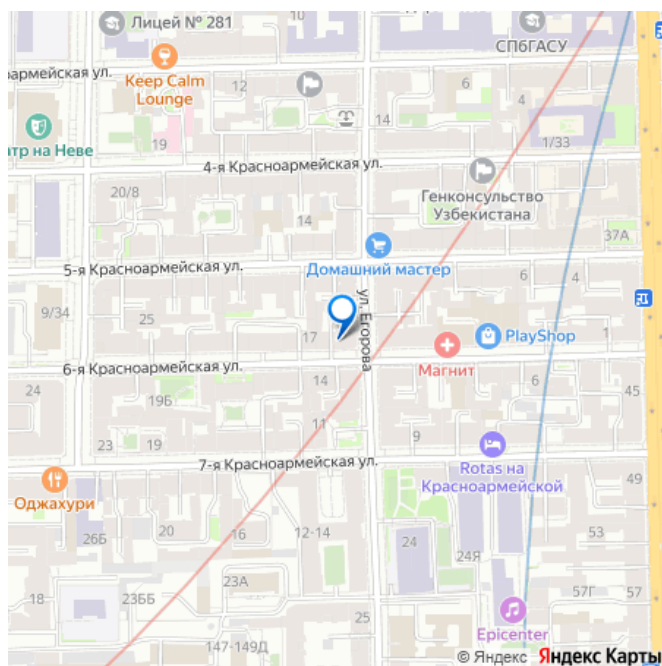 Лицей № 281
10
СПбГАСУ
оармейская ул.
Keep Calm
Lounge
12
6
4
14
1/33
атр на Неве
19
4-я Красноармейская ул.
20/8
Генконсульство
Узбекистана
14
37А
5-я Красноармейская ул.
Домашний мастер
6
4
9/34
25
17
ул. Егорова
PlayShop
6-я Красноармейская ул.
Магнит
24
14
6
45
19Б
11
23
19
9
7-я Красноармейская ул.
Rotas на
Красноармейской
49
Оджахури
26Б
20
16
12-14
24
24Я
53
23А
18
23ББ
57Г
57
25
Epicenter
147-149Д
© Яндекс Яндекс Карты